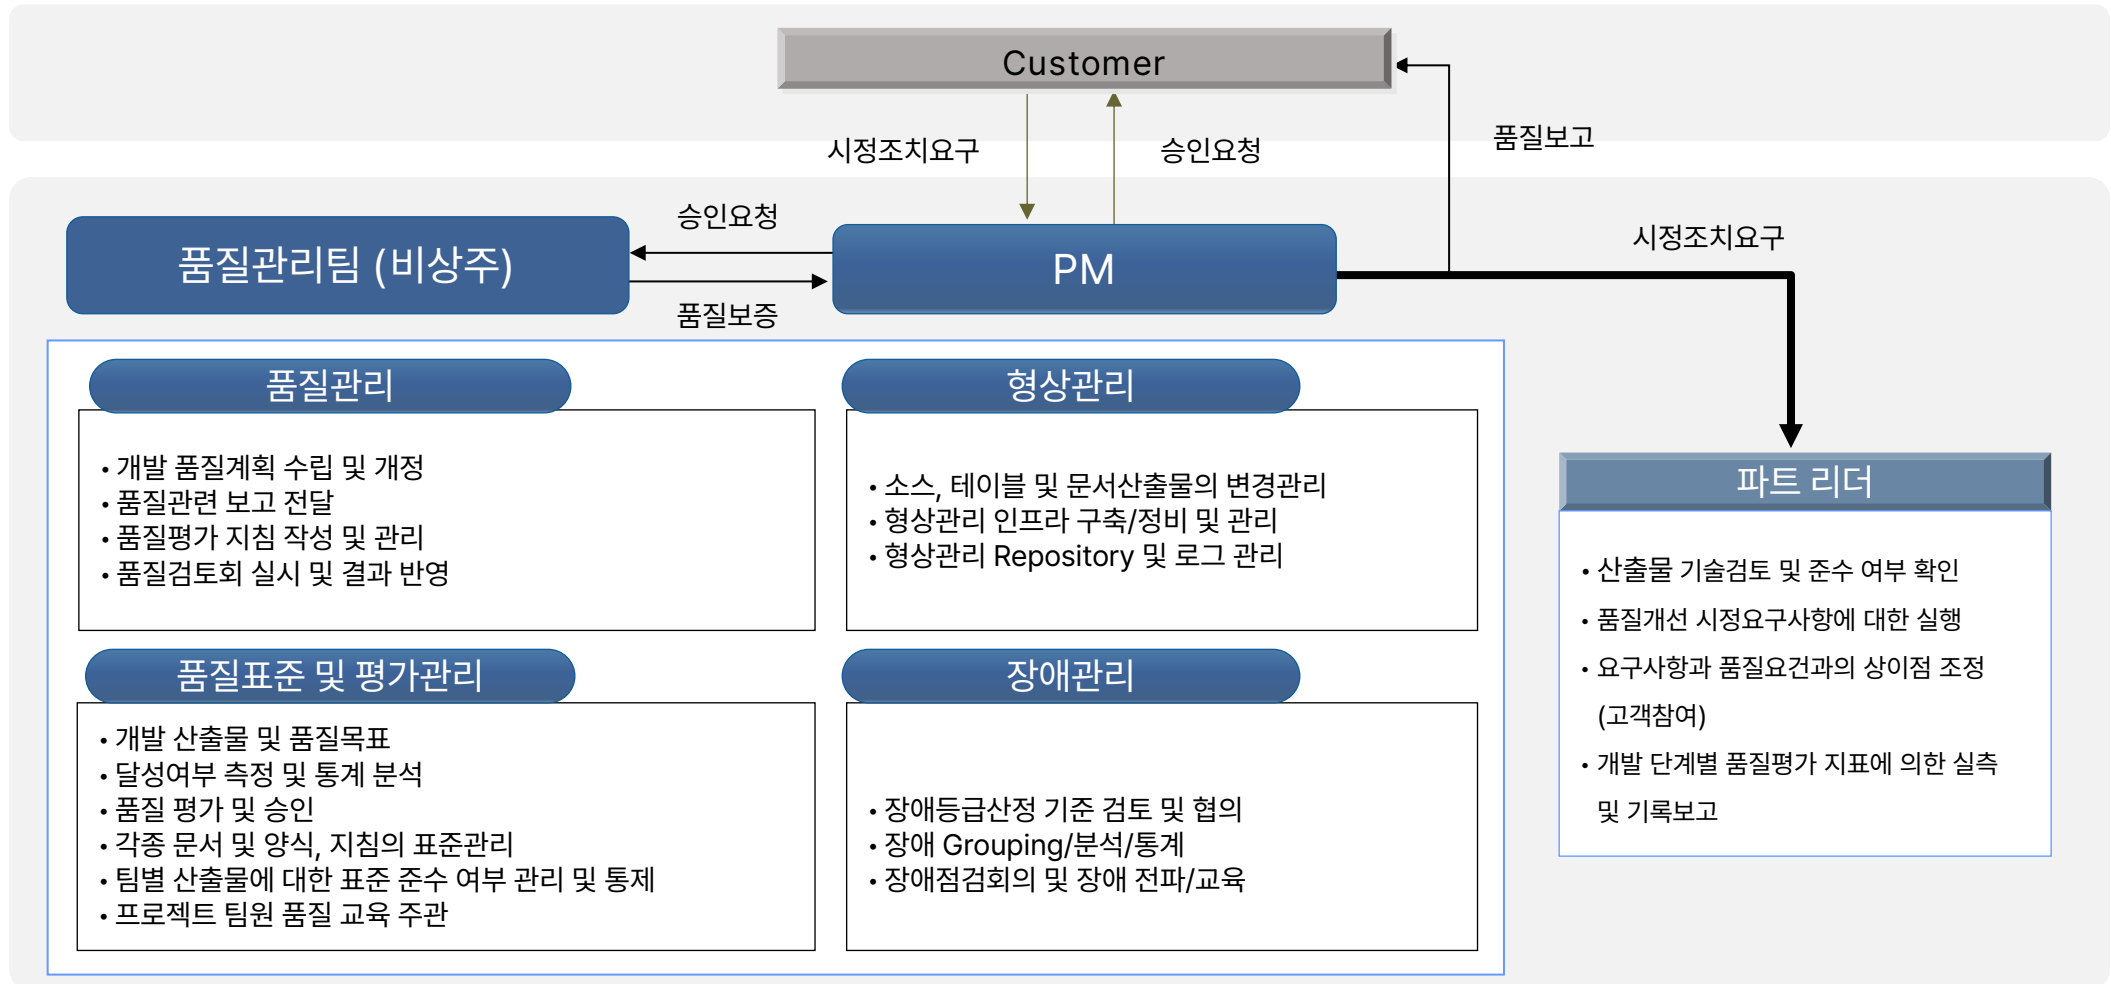 Customer
시정조치요구
승인요청
품질보고
승인요청
시정조치요구
품질관리팀 (비상주)
PM
품질보증
품질관리
• 개발 품질계획 수립 및 개정
• 품질관련 보고 전달
• 품질평가 지침 작성 및 관리
• 품질검토회 실시 및 결과 반영
형상관리
• 소스, 테이블 및 문서산출물의 변경관리
• 형상관리 인프라 구축/정비 및 관리
• 형상관리 Repository 및 로그 관리
품질표준 및 평가관리
• 개발 산출물 및 품질목표
• 달성여부 측정 및 통계 분석
• 품질 평가 및 승인
• 각종 문서 및 양식, 지침의 표준관리
• 팀별 산출물에 대한 표준 준수 여부 관리 및 통제
• 프로젝트 팀원 품질 교육 주관
장애관리
• 장애등급산정 기준 검토 및 협의
• 장애 Grouping/분석/통계
• 장애점검회의 및 장애 전파/교육
파트 리더
• 산출물 기술검토 및 준수 여부 확인
• 품질개선 시정요구사항에 대한 실행
• 요구사항과 품질요건과의 상이점 조정
(고객참여)
• 개발 단계별 품질평가 지표에 의한 실측
및 기록보고